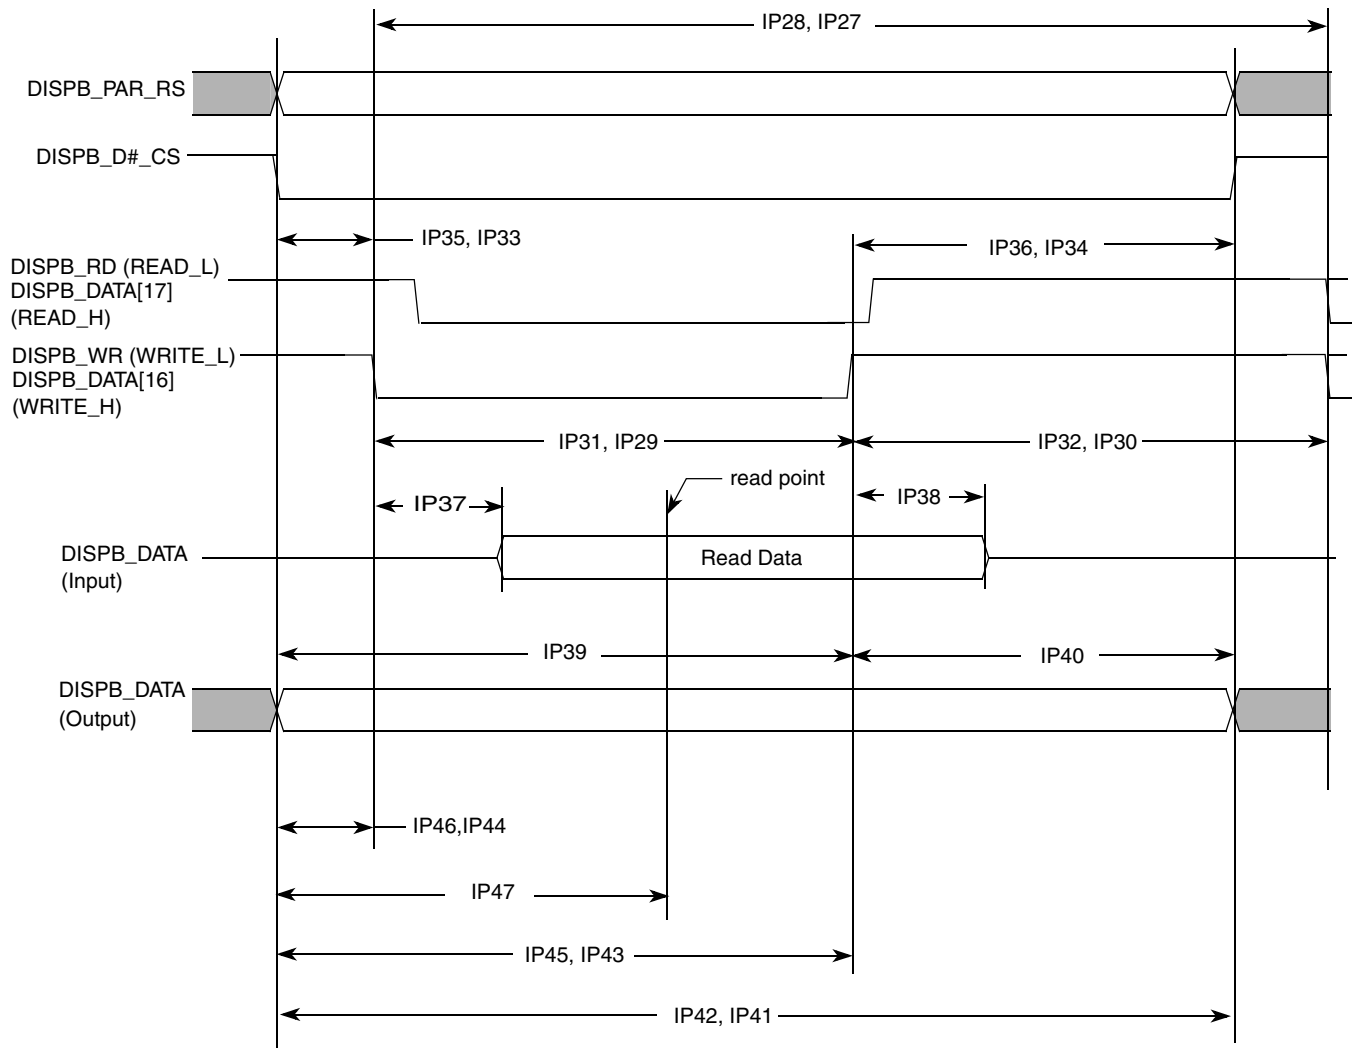 IP28, IP27
DISPB_PAR_RS
DISPB_D#_CS
IP35, IP33
IP36, IP34
DISPB_RD (READ_L)
DISPB_DATA[17]
(READ_H)
DISPB_WR (WRITE_L)
DISPB_DATA[16]
(WRITE_H)
IP31, IP29
IP32, IP30
read point
IP37
IP38
DISPB_DATA
(Input)
Read Data
IP39
IP40
DISPB_DATA
(Output)
IP46,IP44
IP47
IP45, IP43
IP42, IP41